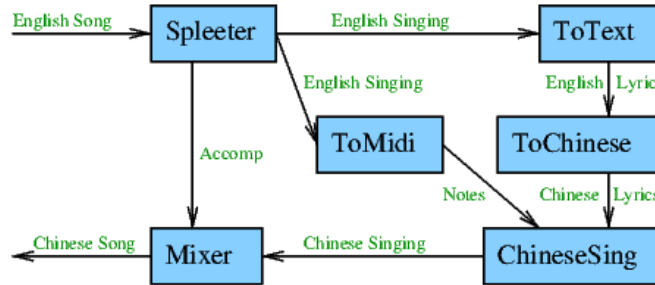 English Song
Spleeter
English Singing
ToText
English Singing
English Lyric
Accomp
ToMidi
ToChinese
Notes
Chinese Lyrics
Chinese Song
Mixer
Chinese Singing
ChineseSing